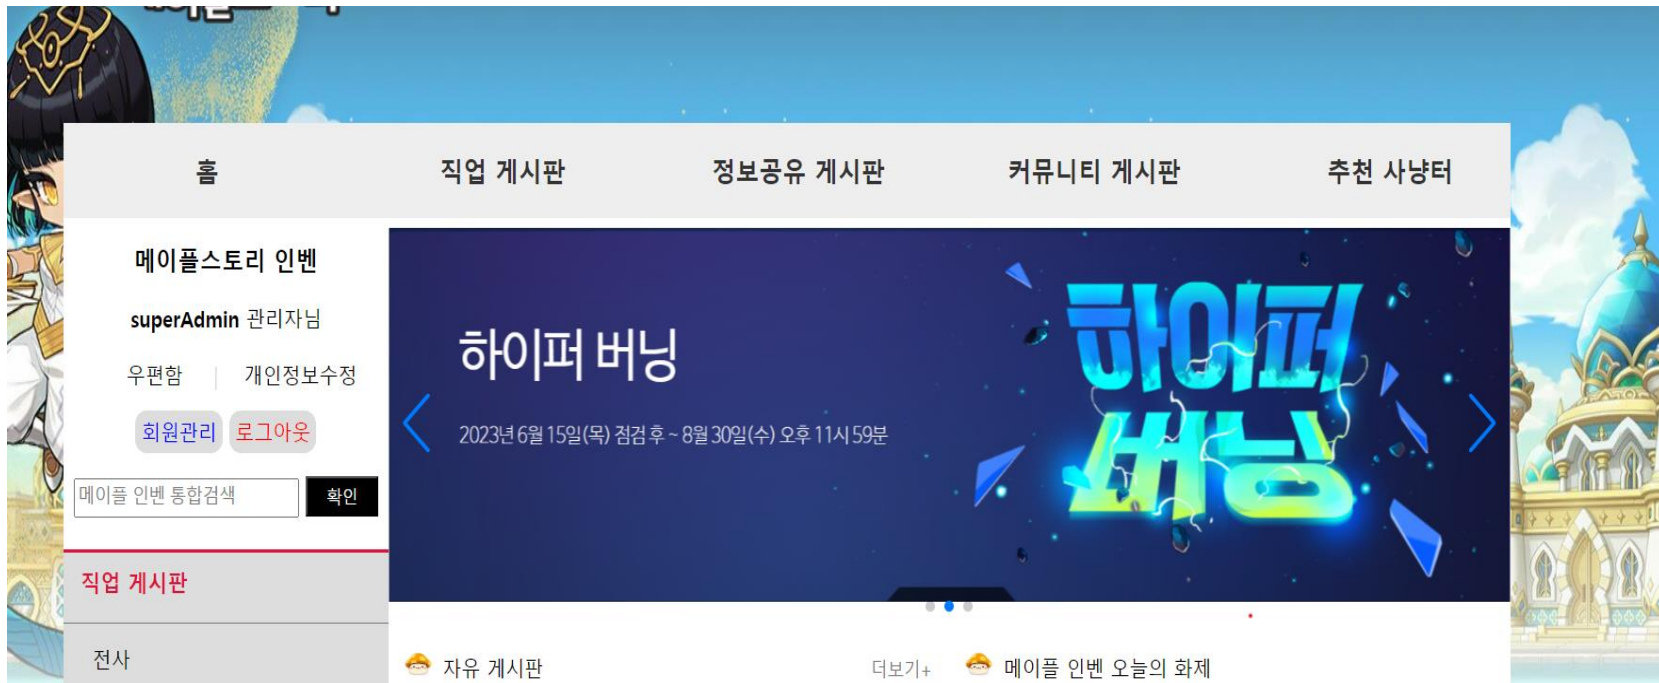 홈 직업 게시판 정보공유 게시판 커뮤니티 게시판 추천 사냥터
메이플스토리 인벤
superAdmin 관리자님
우편함 | 개인정보수정
회원관리 로그아웃
메이플 인벤 통합검색 확인
직업 게시판
전사
하이퍼 버닝
2023년 6월 15일(목) 점검 후 ~ 8월 30일(수) 오후 11시 59분
하이퍼
버닝
자유 게시판 더보기+
메이플 인벤 오늘의 화제